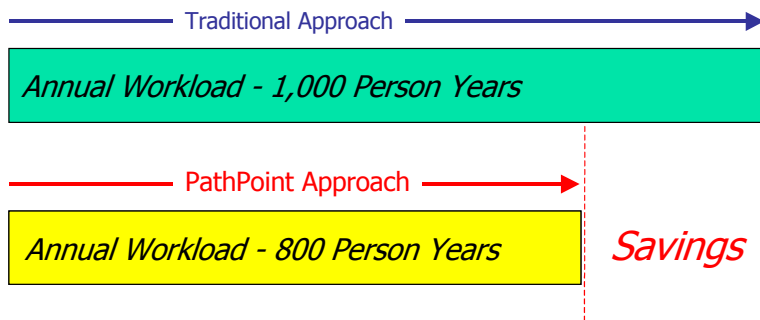 Traditional Approach
Annual Workload - 1,000 Person Years
PathPoint Approach
Annual Workload - 800 Person Years
Savings